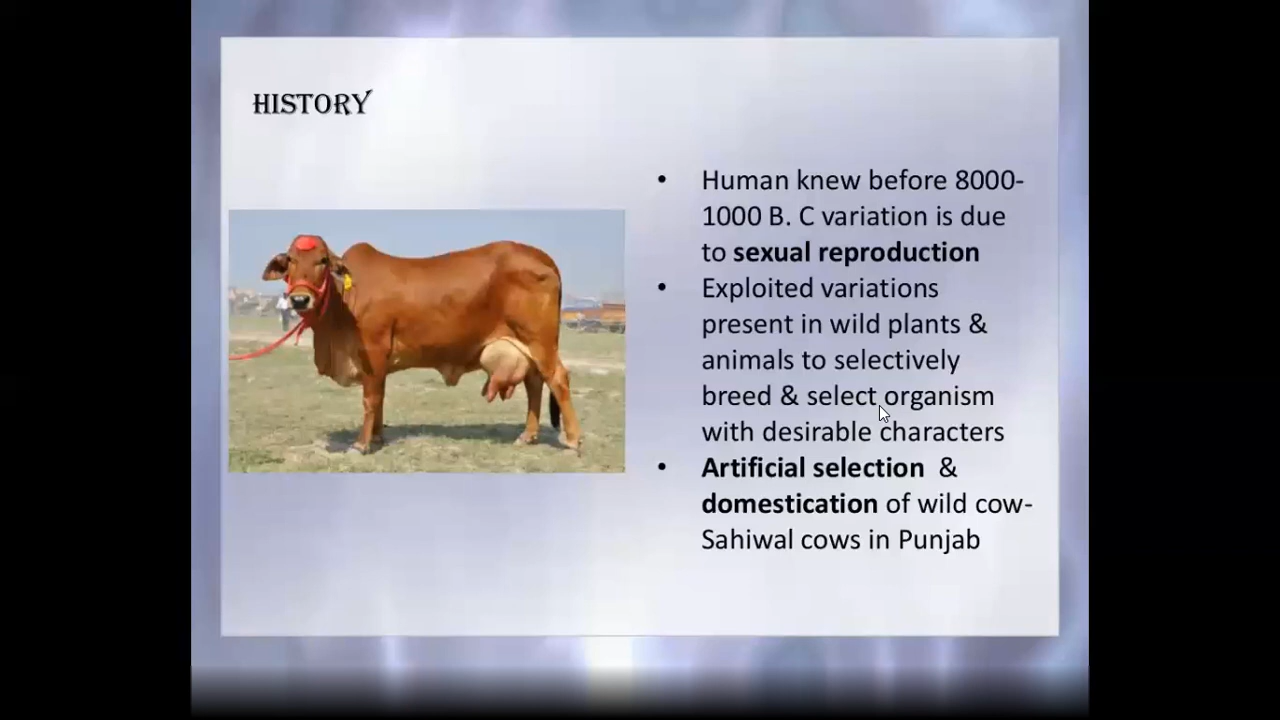 HISTORY
• Human knew before 8000-
1000 B. C variation is due
to sexual reproduction
• Exploited variations
present in wild plants &
animals to selectively
breed & select organism
with desirable characters
• Artificial selection &
domestication of wild cow-
Sahiwal cows in Punjab